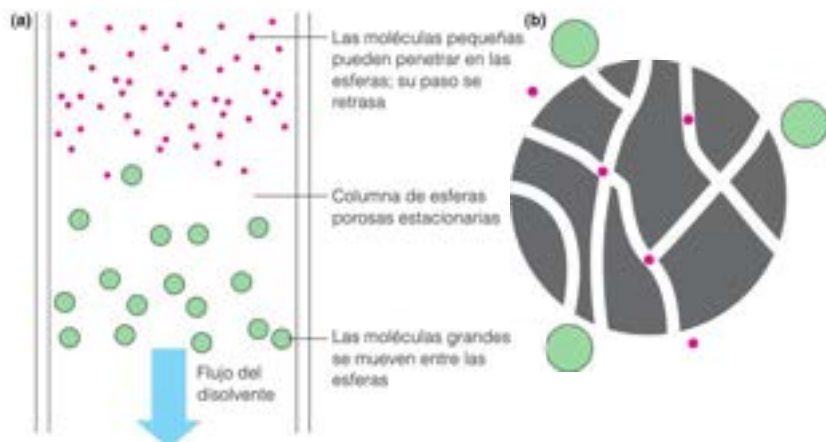 (a)
Las moléculas pequeñas
pueden penetrar en las
esferas; su paso se
retrasa
Columna de esferas
porosas estacionarias
Las moléculas grandes
se mueven entre las
esferas
Flujo del
disolvente
(b)